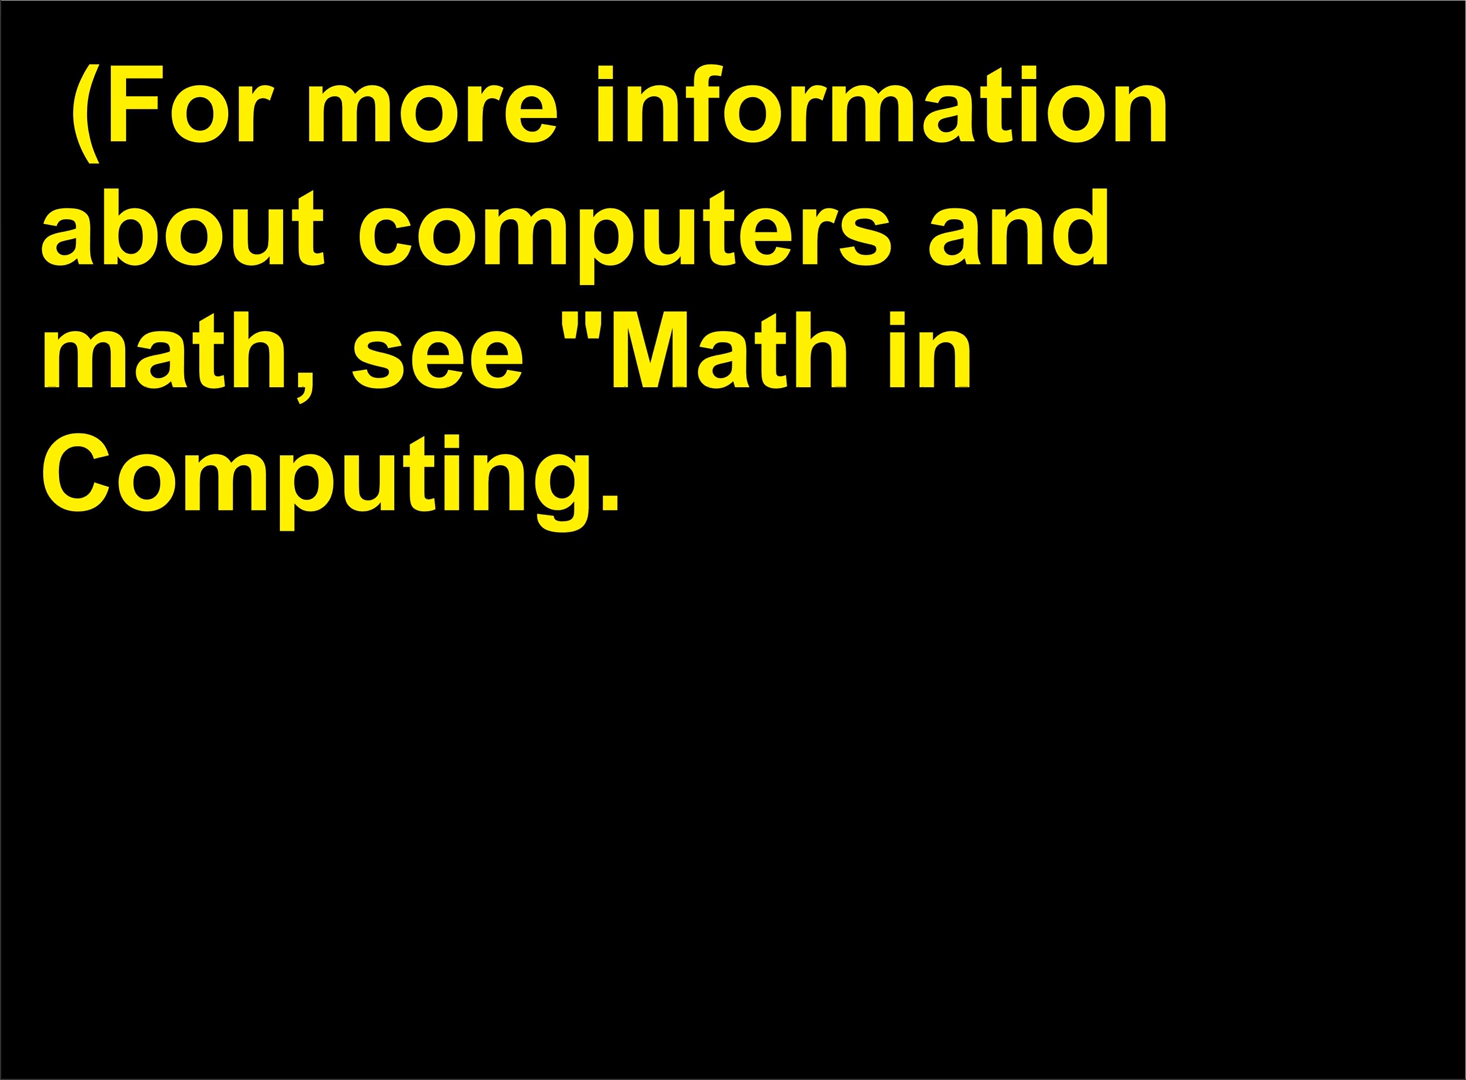 (For more information
about computers and
math, see "Math in
Computing.